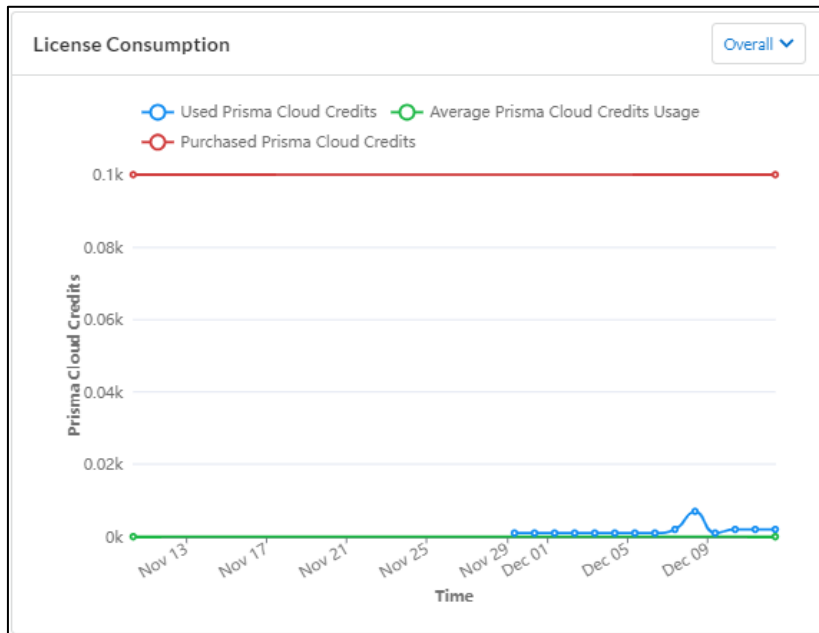 License Consumption
Overall
Used Prisma Cloud Credits
Average Prisma Cloud Credits Usage
Purchased Prisma Cloud Credits
Prisma Cloud Credits
0.1k
0.08k
0.06k
0.04k
0.02k
0k
Nov 13
Nov 17
Nov 21
Nov 25
Nov 29
Dec 01
Dec 05
Dec 09
Time